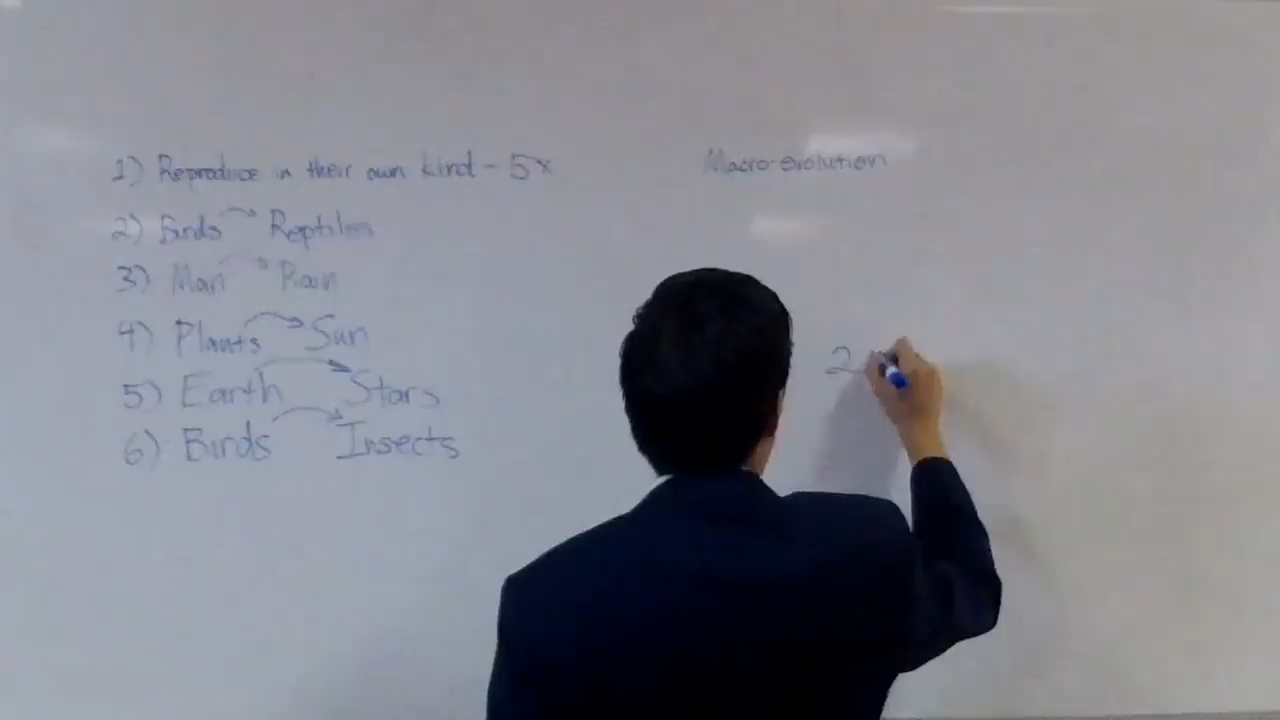 1) Reproduce in their own kind - 5x
2) Birds Reptiles
3) Man Rain
4) Plants Sun
5) Earth Stars
6) Birds Insects
Macro-evolution
2